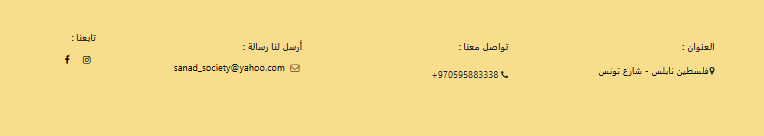 العنوان :
فلسطين نابلس - شارع تونس
تواصل معنا :
+970595883338
أرسل لنا رسالة :
sanad_society@yahoo.com
تابعنا :